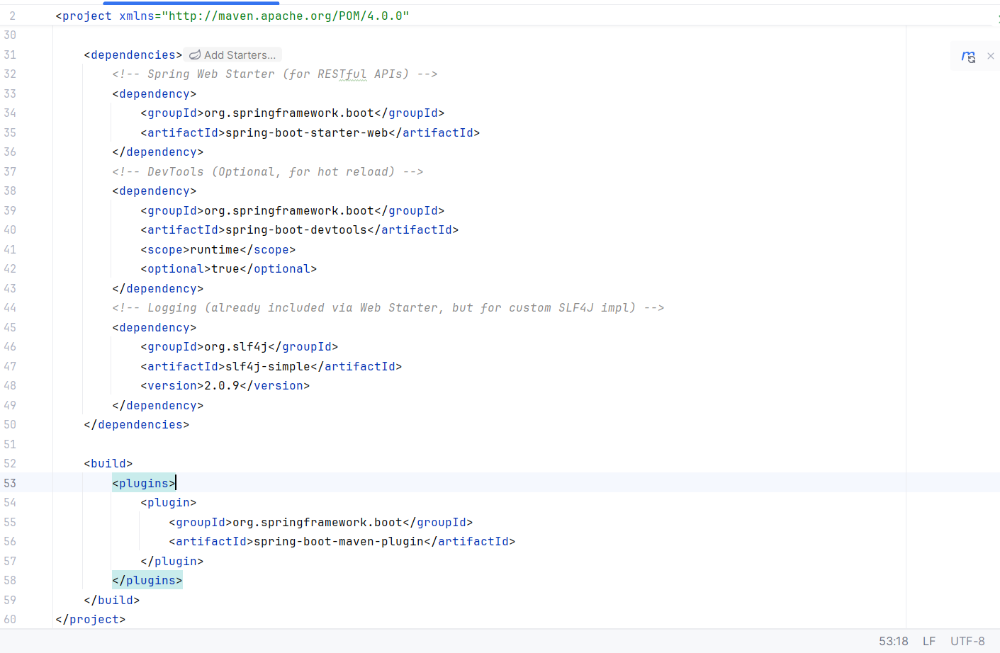 2 <project xmlns="http://maven.apache.org/POM/4.0.0"
30
31 <dependencies> Add Starters...
32 <!-- Spring Web Starter (for RESTful APIs) -->
33 <dependency>
34 <groupId>org.springframework.boot</groupId>
35 <artifactId>spring-boot-starter-web</artifactId>
36 </dependency>
37 <!-- DevTools (Optional, for hot reload) -->
38 <dependency>
39 <groupId>org.springframework.boot</groupId>
40 <artifactId>spring-boot-devtools</artifactId>
41 <scope>runtime</scope>
42 <optional>true</optional>
43 </dependency>
44 <!-- Logging (already included via Web Starter, but for custom SLF4J impl) -->
45 <dependency>
46 <groupId>org.slf4j</groupId>
47 <artifactId>slf4j-simple</artifactId>
48 <version>2.0.9</version>
49 </dependency>
50 </dependencies>
51
52 <build>
53 <plugins>
54 <plugin>
55 <groupId>org.springframework.boot</groupId>
56 <artifactId>spring-boot-maven-plugin</artifactId>
57 </plugin>
58 </plugins>
59 </build>
60 </project>
53:18 LF UTF-8